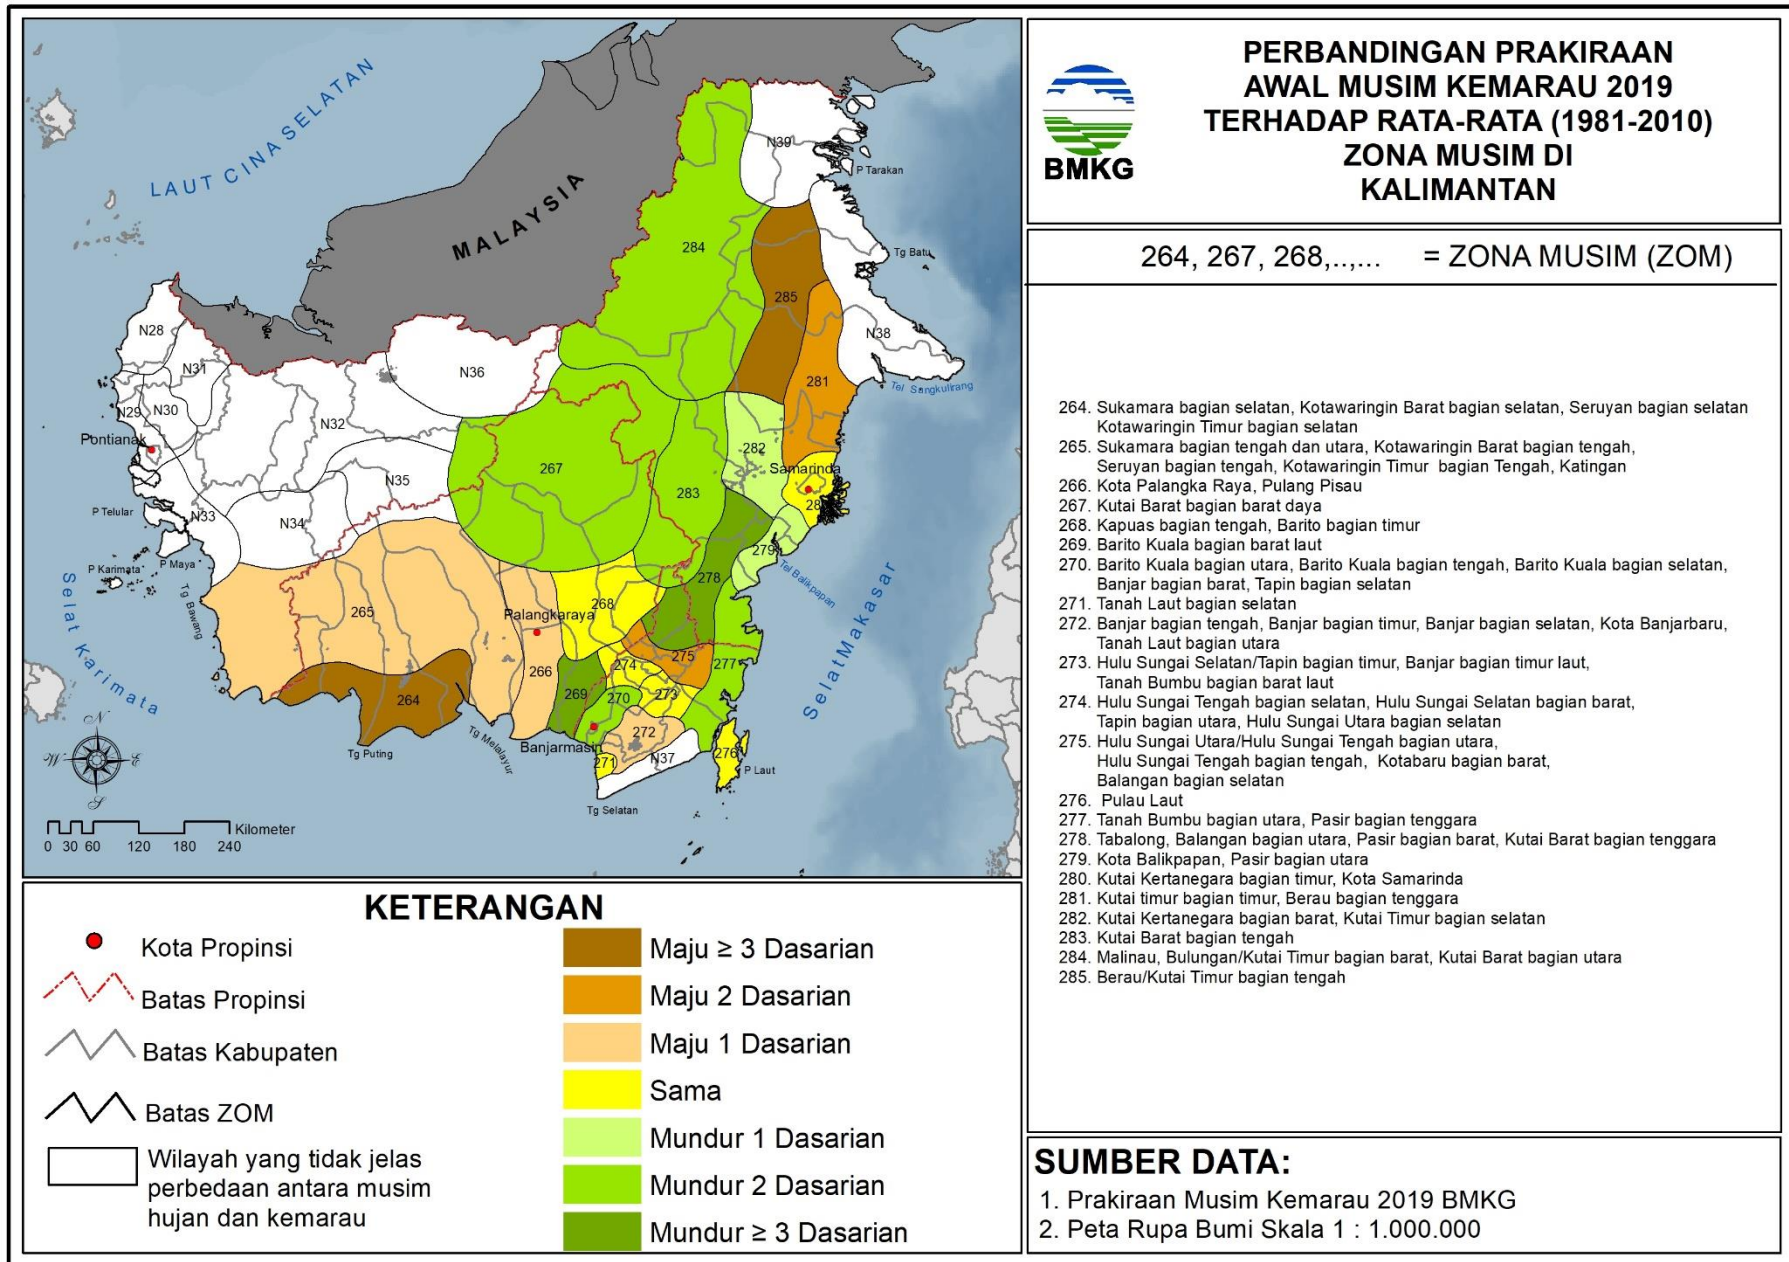 PERBANDINGAN PRAKIRAAN
AWAL MUSIM KEMARAU 2019
TERHADAP RATA-RATA (1981-2010)
ZONA MUSIM DI
KALIMANTAN
BMKG
264, 267, 268,..,... = ZONA MUSIM (ZOM)
264. Sukamara bagian selatan, Kotawaringin Barat bagian selatan, Seruyan bagian selatan
Kotawaringin Timur bagian selatan
265. Sukamara bagian tengah dan utara, Kotawaringin Barat bagian tengah,
Seruyan bagian tengah, Kotawaringin Timur bagian Tengah, Katingan
266. Kota Palangka Raya, Pulang Pisau
267. Kutai Barat bagian barat daya
268. Kapuas bagian tengah, Barito bagian timur
269. Barito Kuala bagian barat laut
270. Barito Kuala bagian utara, Barito Kuala bagian tengah, Barito Kuala bagian selatan,
Banjar bagian barat, Tapin bagian selatan
271. Tanah Laut bagian selatan
272. Banjar bagian tengah, Banjar bagian timur, Banjar bagian selatan, Kota Banjarbaru,
Tanah Laut bagian utara
273. Hulu Sungai Selatan/Tapin bagian timur, Banjar bagian timur laut,
Tanah Bumbu bagian barat laut
274. Hulu Sungai Tengah bagian selatan, Hulu Sungai Selatan bagian barat,
Tapin bagian utara, Hulu Sungai Utara bagian selatan
275. Hulu Sungai Utara/Hulu Sungai Tengah bagian utara,
Hulu Sungai Tengah bagian tengah, Kotabaru bagian barat,
Balangan bagian selatan
276. Pulau Laut
277. Tanah Bumbu bagian utara, Pasir bagian tenggara
278. Tabalong, Balangan bagian utara, Pasir bagian barat, Kutai Barat bagian tenggara
279. Kota Balikpapan, Pasir bagian utara
280. Kutai Kertanegara bagian timur, Kota Samarinda
281. Kutai timur bagian timur, Berau bagian tenggara
282. Kutai Kertanegara bagian barat, Kutai Timur bagian selatan
283. Kutai Barat bagian tengah
284. Malinau, Bulungan/Kutai Timur bagian barat, Kutai Barat bagian utara
285. Berau/Kutai Timur bagian tengah
SUMBER DATA:
1. Prakiraan Musim Kemarau 2019 BMKG
2. Peta Rupa Bumi Skala 1 : 1.000.000
LAUT CINA SELATAN
MALAYSIA
N39
P Tarakan
284
Tg Batu
285
N28
N38
N31
N36
281
Tel Sangkulirang
N29
N30
N32
Pontianak
282
267
Samarinda
N35
283
28
P Telular
N33
N34
279
P Karimata
P Maya
Tel Balikpapan
278
Selat Karimata
Tg Bawang
265
268
Palangkaraya
Selat Makasar
266
274
275
277
264
269
270
273
272
Banjarmasin
276
Tg Puting
Tg Melalayur
271
N37
P Laut
Tg Selatan
N
W
E
S
Kilometer
0 30 60 120 180 240
KETERANGAN
Kota Propinsi
Batas Propinsi
Batas Kabupaten
Batas ZOM
Wilayah yang tidak jelas
perbedaan antara musim
hujan dan kemarau
Maju ≥ 3 Dasarian
Maju 2 Dasarian
Maju 1 Dasarian
Sama
Mundur 1 Dasarian
Mundur 2 Dasarian
Mundur ≥ 3 Dasarian